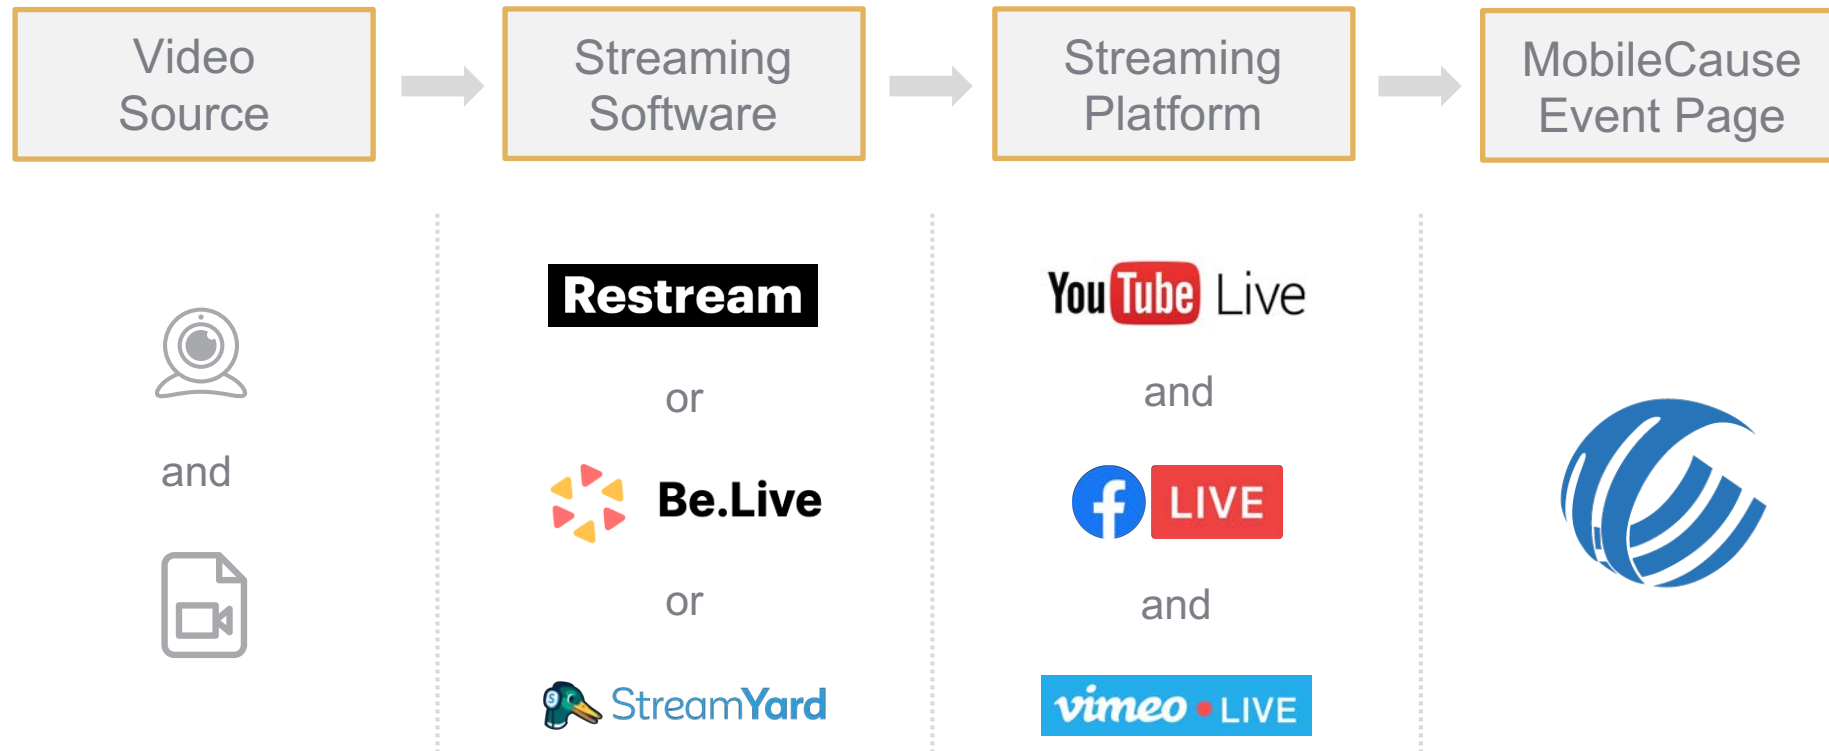 Video
Source
Streaming
Software
Streaming
Platform
MobileCause
Event Page
and
Restream
or
Be.Live
or
S
StreamYard
YouTube Live
and
f LIVE
and
vimeo LIVE